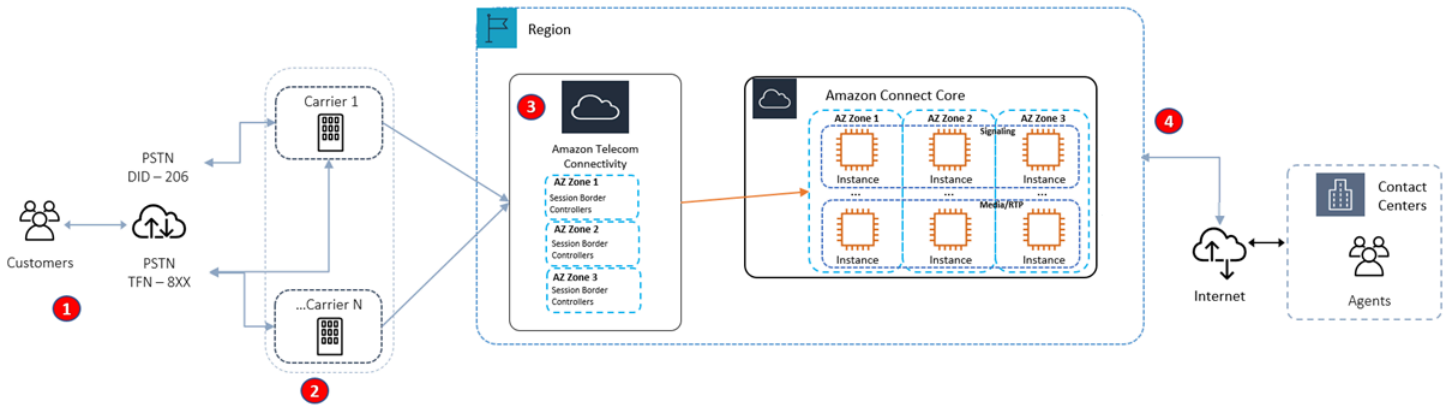 Customers
1
PSTN
DID – 206
PSTN
TFN – 8XX
Carrier 1
...Carrier N
2
Region
3
Amazon Telecom
Connectivity
AZ Zone 1
Session Border
Controllers
AZ Zone 2
Session Border
Controllers
AZ Zone 3
Session Border
Controllers
Amazon Connect Core
AZ Zone 1
AZ Zone 2
AZ Zone 3
Signaling
Instance
Instance
Instance
...
...
...
Media/RTP
Instance
Instance
Instance
4
Internet
Contact
Centers
Agents